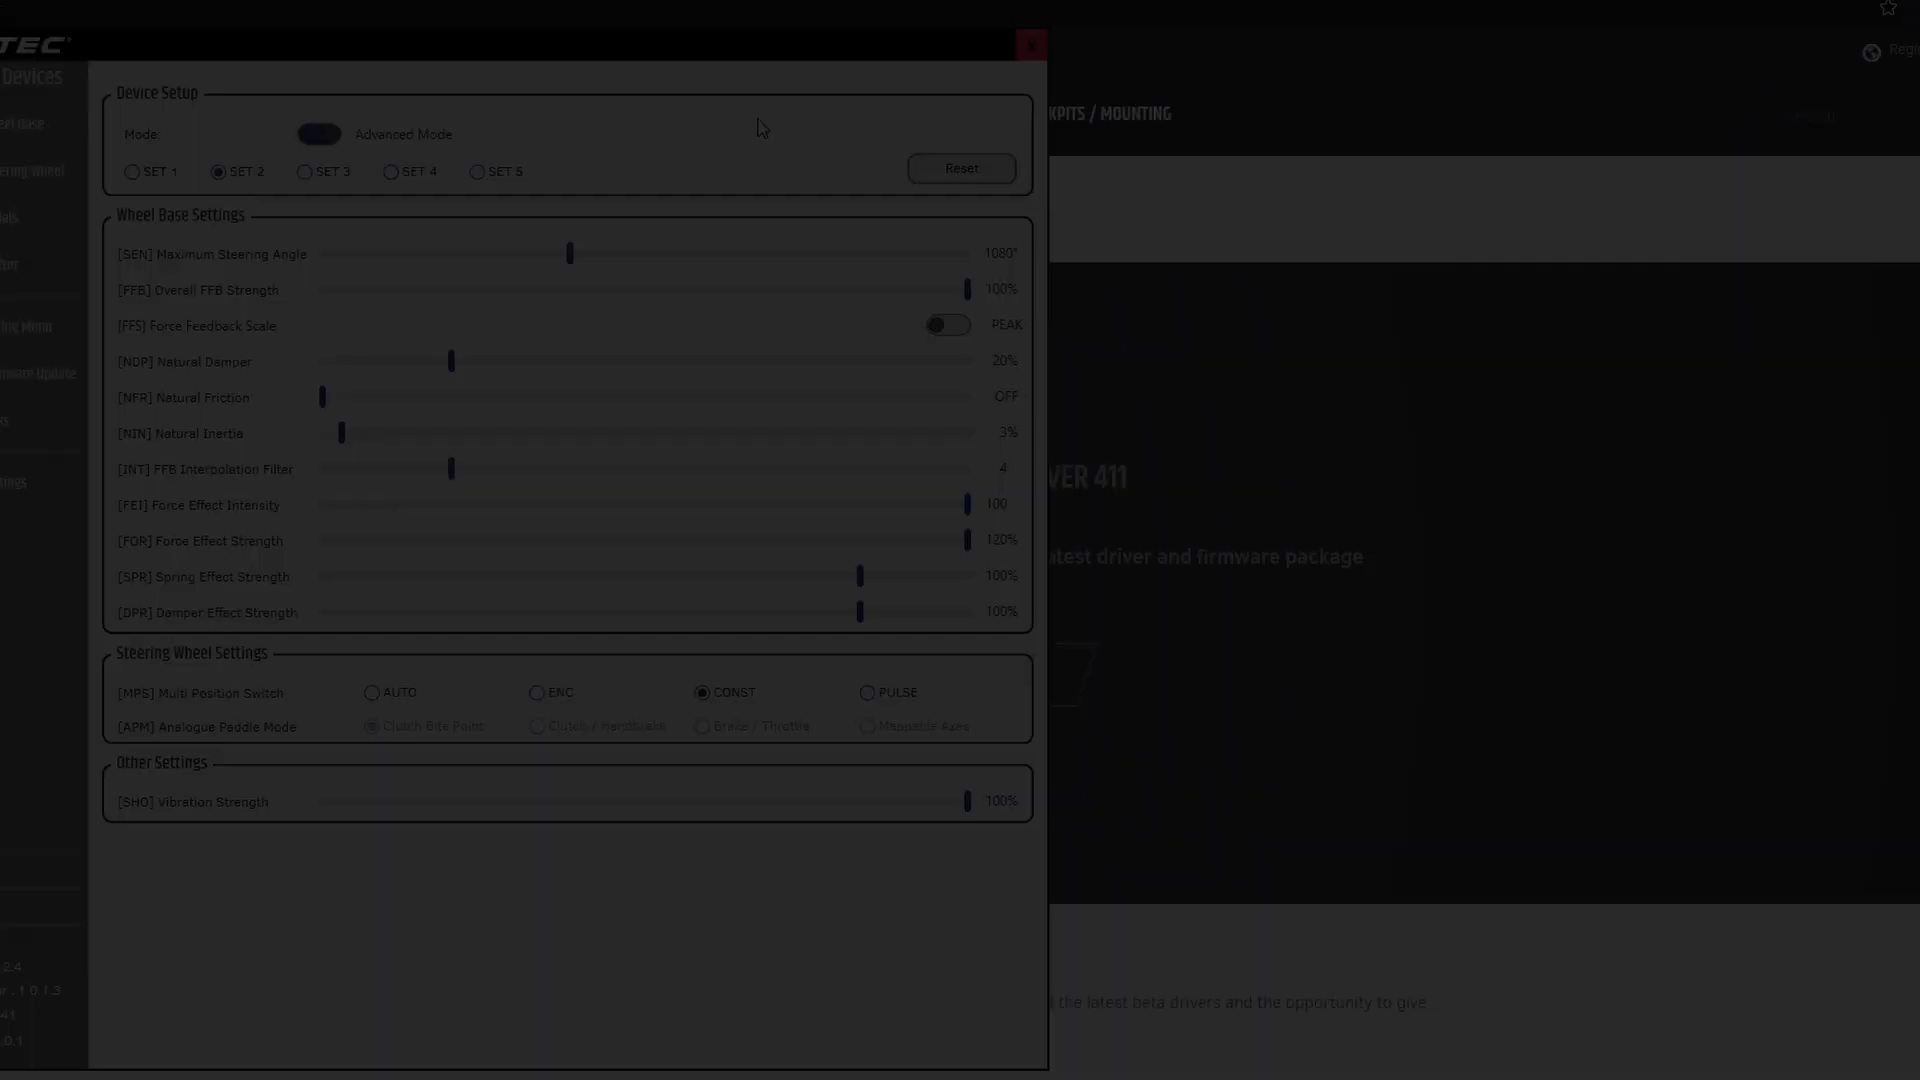 TEC
Devices
Device Setup
Mode:
Advanced Mode
SET 1
SET 2
SET 3
SET 4
SET 5
Reset
Wheel Base Settings
[SEN] Maximum Steering Angle
1080°
[FFB] Overall FFB Strength
100%
[FFS] Force Feedback Scale
PEAK
[NDP] Natural Damper
20%
[NFR] Natural Friction
OFF
[NIN] Natural Inertia
3%
[INT] FFB Interpolation Filter
4
[FEI] Force Effect Intensity
100
[FOR] Force Effect Strength
120%
[SPR] Spring Effect Strength
100%
[DPR] Damper Effect Strength
100%
Steering Wheel Settings
[MPS] Multi Position Switch
AUTO
ENC
CONST
PULSE
[APM] Analogue Paddle Mode
Clutch Bite Point
Clutch / Handbrake
Brake / Throttle
Mappable Axes
Other Settings
[SHO] Vibration Strength
100%
KPITS / MOUNTING
VER 411
atest driver and firmware package
the latest beta drivers and the opportunity to give